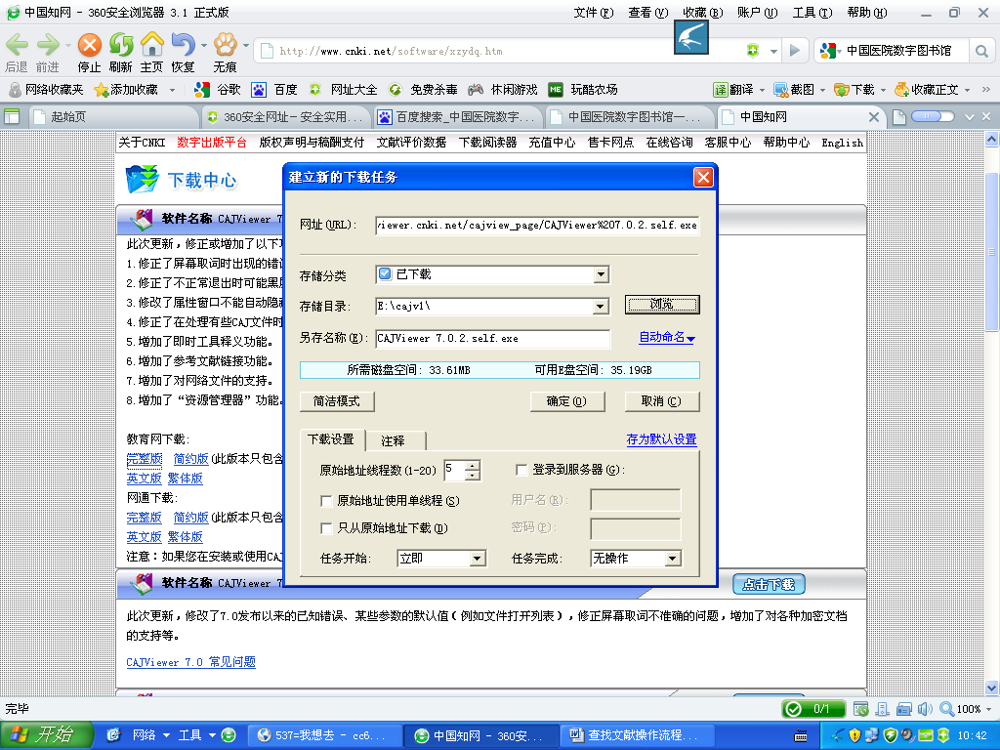 中国知网 - 360安全浏览器 3.1 正式版
文件(F) 查看(V) 收藏(B) 账户(U) 工具(T) 帮助(H)
后退 前进 停止 刷新 主页 恢复 无痕
http://www.cnki.net/software/xzydq.htm
中国医院数字图书馆
网络收藏夹 添加收藏 谷歌 百度 网址大全 免费杀毒 休闲游戏 玩酷农场 翻译 截图 下载 收藏正文
起始页 360安全网址－安全实用... 百度搜索_中国医院数字... 中国医院数字图书馆—... 中国知网
关于CNKI 数字出版平台 版权声明与稿酬支付 文献评价数据 下载阅读器 充值中心 售卡网点 在线咨询 客服中心 帮助中心 English
下载中心
软件名称 CAJViewer 7
此次更新，修正或增加了以下
1.修正了屏幕取词时出现的错
2.修正了不正常退出时可能黑
3.修改了属性窗口不能自动隐
4.修正了在处理有些CAJ文件时
5.增加了即时工具释义功能。
6.增加了参考文献链接功能。
7.增加了对网络文件的支持。
8.增加了“资源管理器”功能。
教育网下载:
完整版 简约版(此版本只包含
英文版 繁体版
网通下载:
完整版 简约版(此版本只包含
英文版 繁体版
注意：如果您在安装或使用CA
建立新的下载任务
网址(URL): viewer.cnki.net/cajview_page/CAJViewer%207.0.2.self.exe
存储分类 已下载
存储目录: E:\cajv1\ 浏览
另存名称(E): CAJViewer 7.0.2.self.exe 自动命名
所需磁盘空间: 33.61MB 可用E盘空间: 35.19GB
简洁模式 确定(O) 取消(C)
下载设置 注释 存为默认设置
原始地址线程数(1-20) 5 登录到服务器(G):
原始地址使用单线程(S) 用户名(R):
只从原始地址下载(D) 密码(P):
任务开始: 立即 任务完成: 无操作
软件名称 CAJViewer 7 点击下载
此次更新，修改了7.0发布以来的已知错误、某些参数的默认值（例如文件打开列表），修正屏幕取词不准确的问题，增加了对各种加密文档
的支持等。
CAJViewer 7.0 常见问题
完毕 0/1 100%
开始 网络 工具 537=我想去 - cc6... 中国知网 - 360安... 查找文献操作流程... 10:42